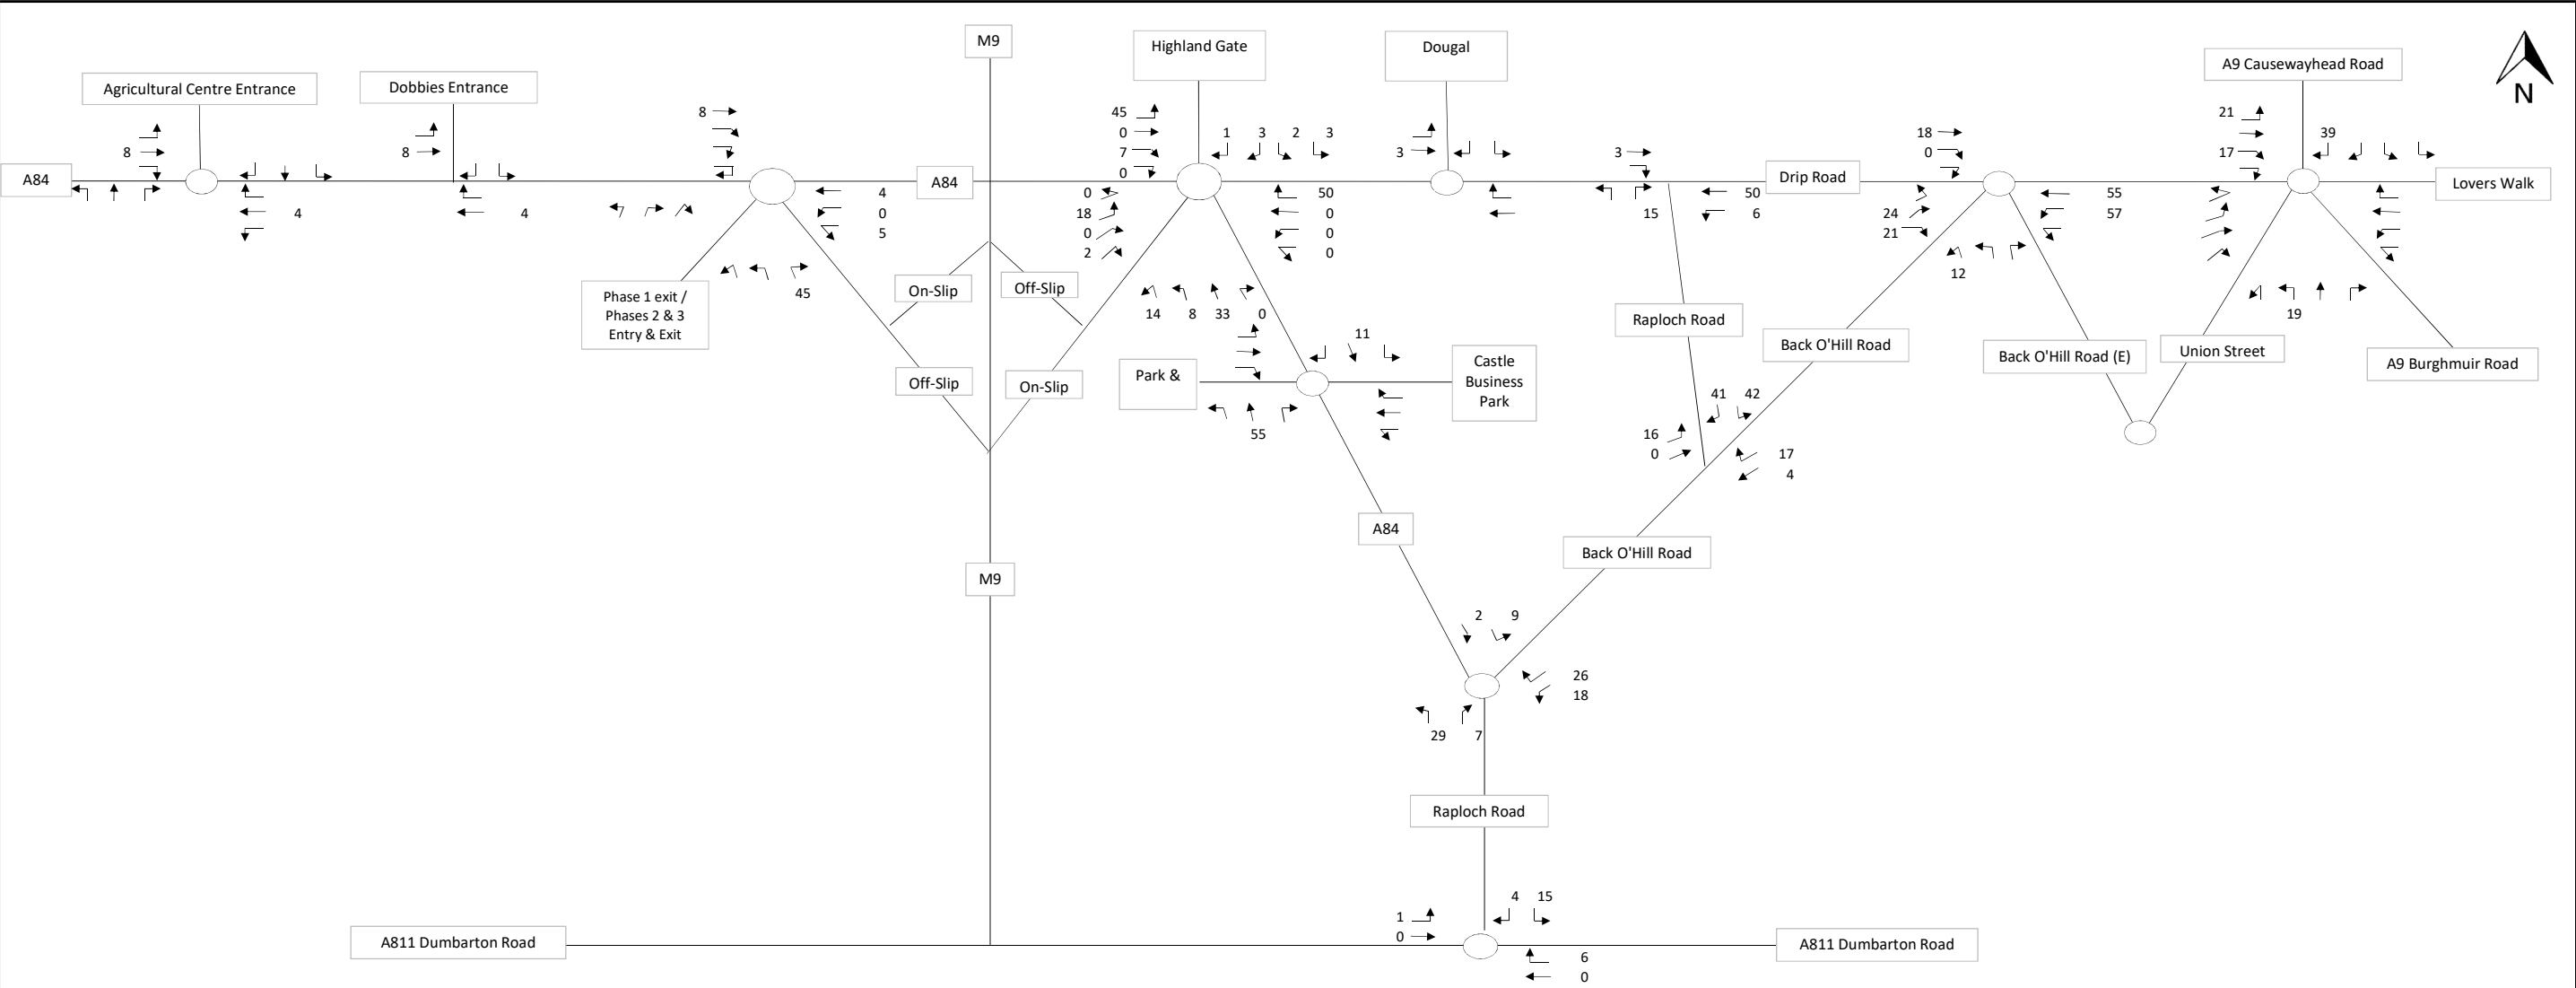 M9
Highland Gate
Dougal
A9 Causewayhead Road
N
Agricultural Centre Entrance
Dobbies Entrance
8
45
0
7
0
1 3 2 3
21
17
39
8
8
3
3
18
0
A84
A84
Drip Road
Lovers Walk
4
4
4
0
5
0
18
0
2
50
0
0
0
15
50
6
24
21
55
57
12
45
Phase 1 exit /
Phases 2 & 3
Entry & Exit
On-Slip
Off-Slip
14 8 33 0
19
Raploch Road
Back O'Hill Road
Back O'Hill Road (E)
Union Street
A9 Burghmuir Road
Off-Slip
On-Slip
Park &
11
Castle
Business
Park
55
41 42
16
0
17
4
A84
Back O'Hill Road
M9
2 9
26
18
29 7
Raploch Road
4 15
1
0
A811 Dumbarton Road
A811 Dumbarton Road
6
0